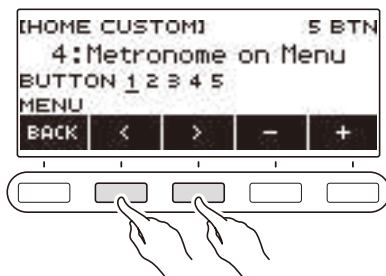 [HOME CUSTOM] 5 BTN
4:Metronome on Menu
BUTTON 1 2 3 4 5
MENU
BACK < > - +